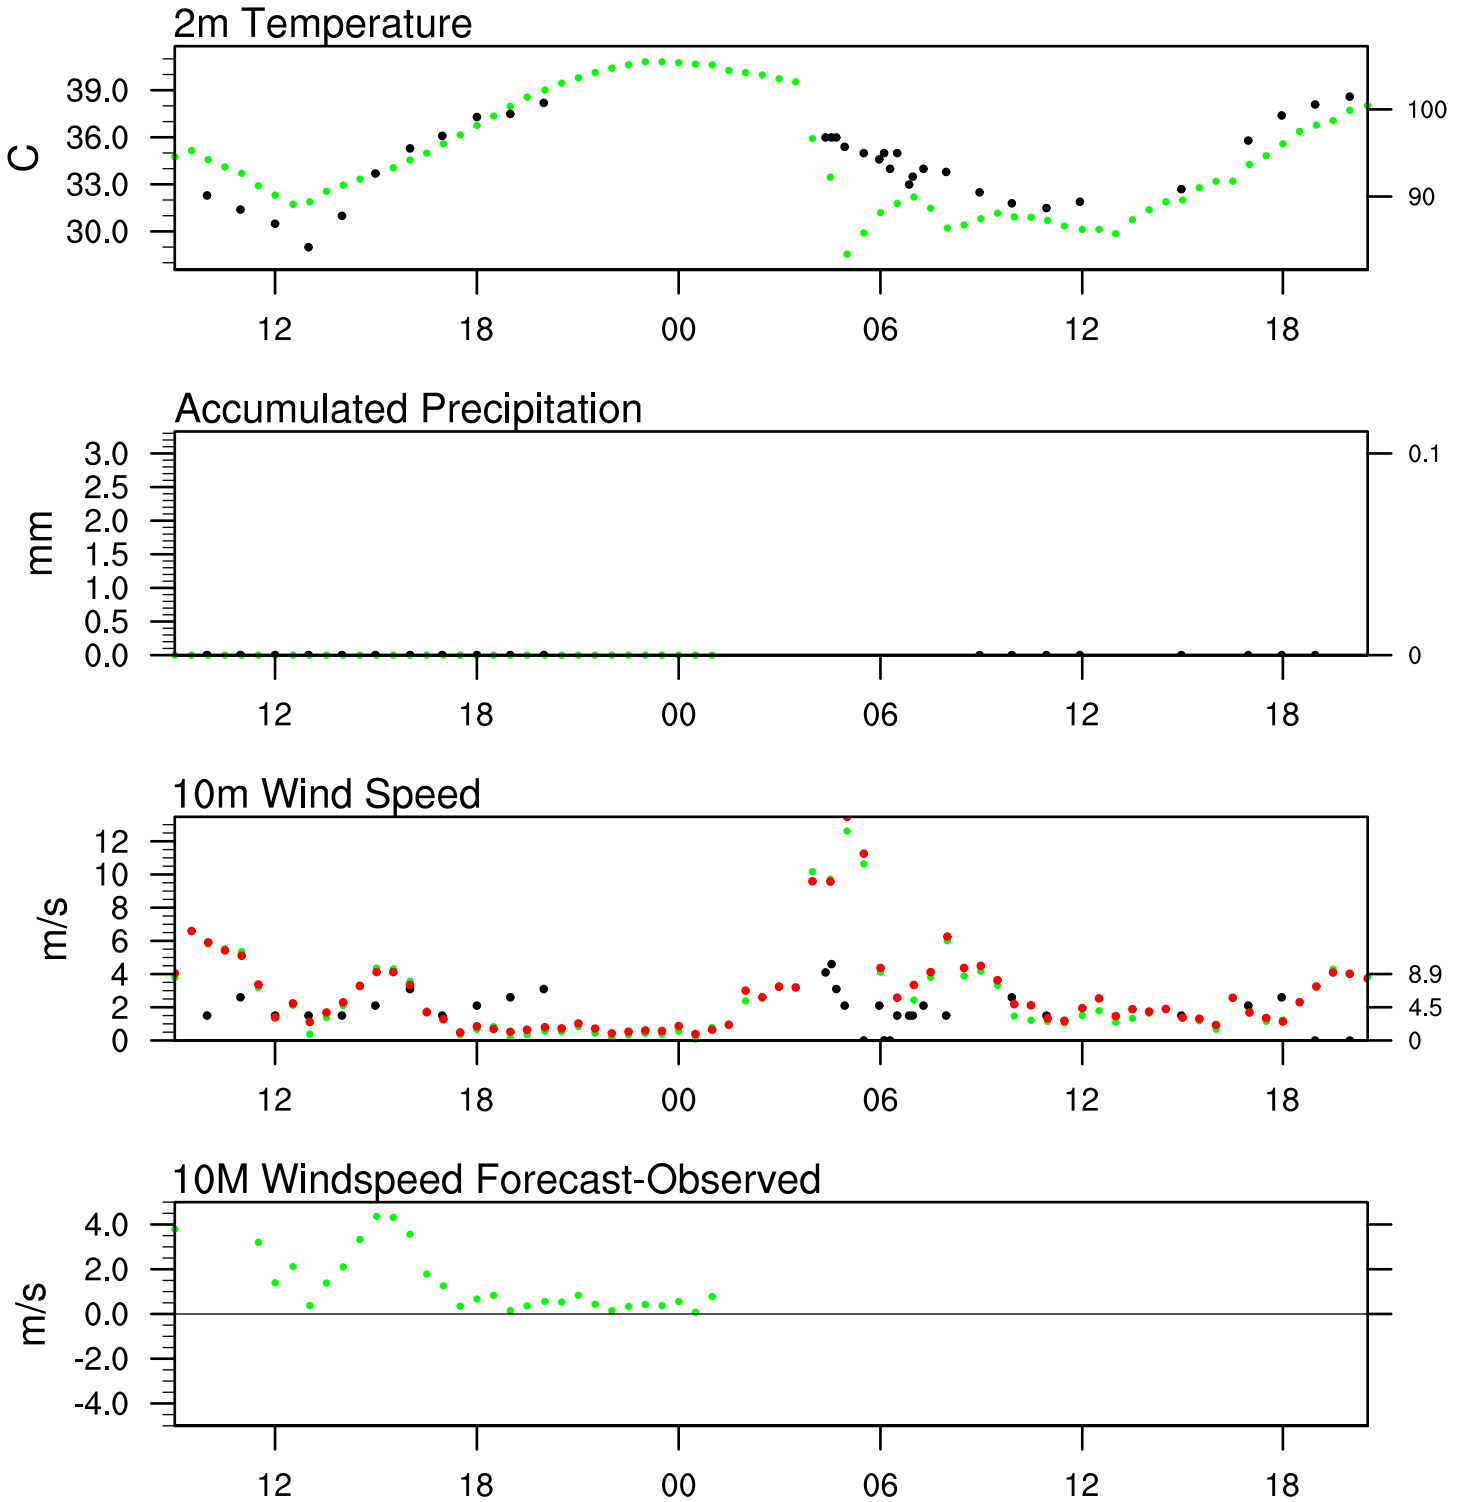 2m Temperature
C
39.0
36.0
33.0
30.0
100
90
12 18 00 06 12 18
Accumulated Precipitation
mm
3.0
2.5
2.0
1.5
1.0
0.5
0.0
0.1
0
12 18 00 06 12 18
10m Wind Speed
m/s
12
10
8
6
4
2
0
8.9
4.5
0
12 18 00 06 12 18
10M Windspeed Forecast-Observed
m/s
4.0
2.0
0.0
-2.0
-4.0
12 18 00 06 12 18